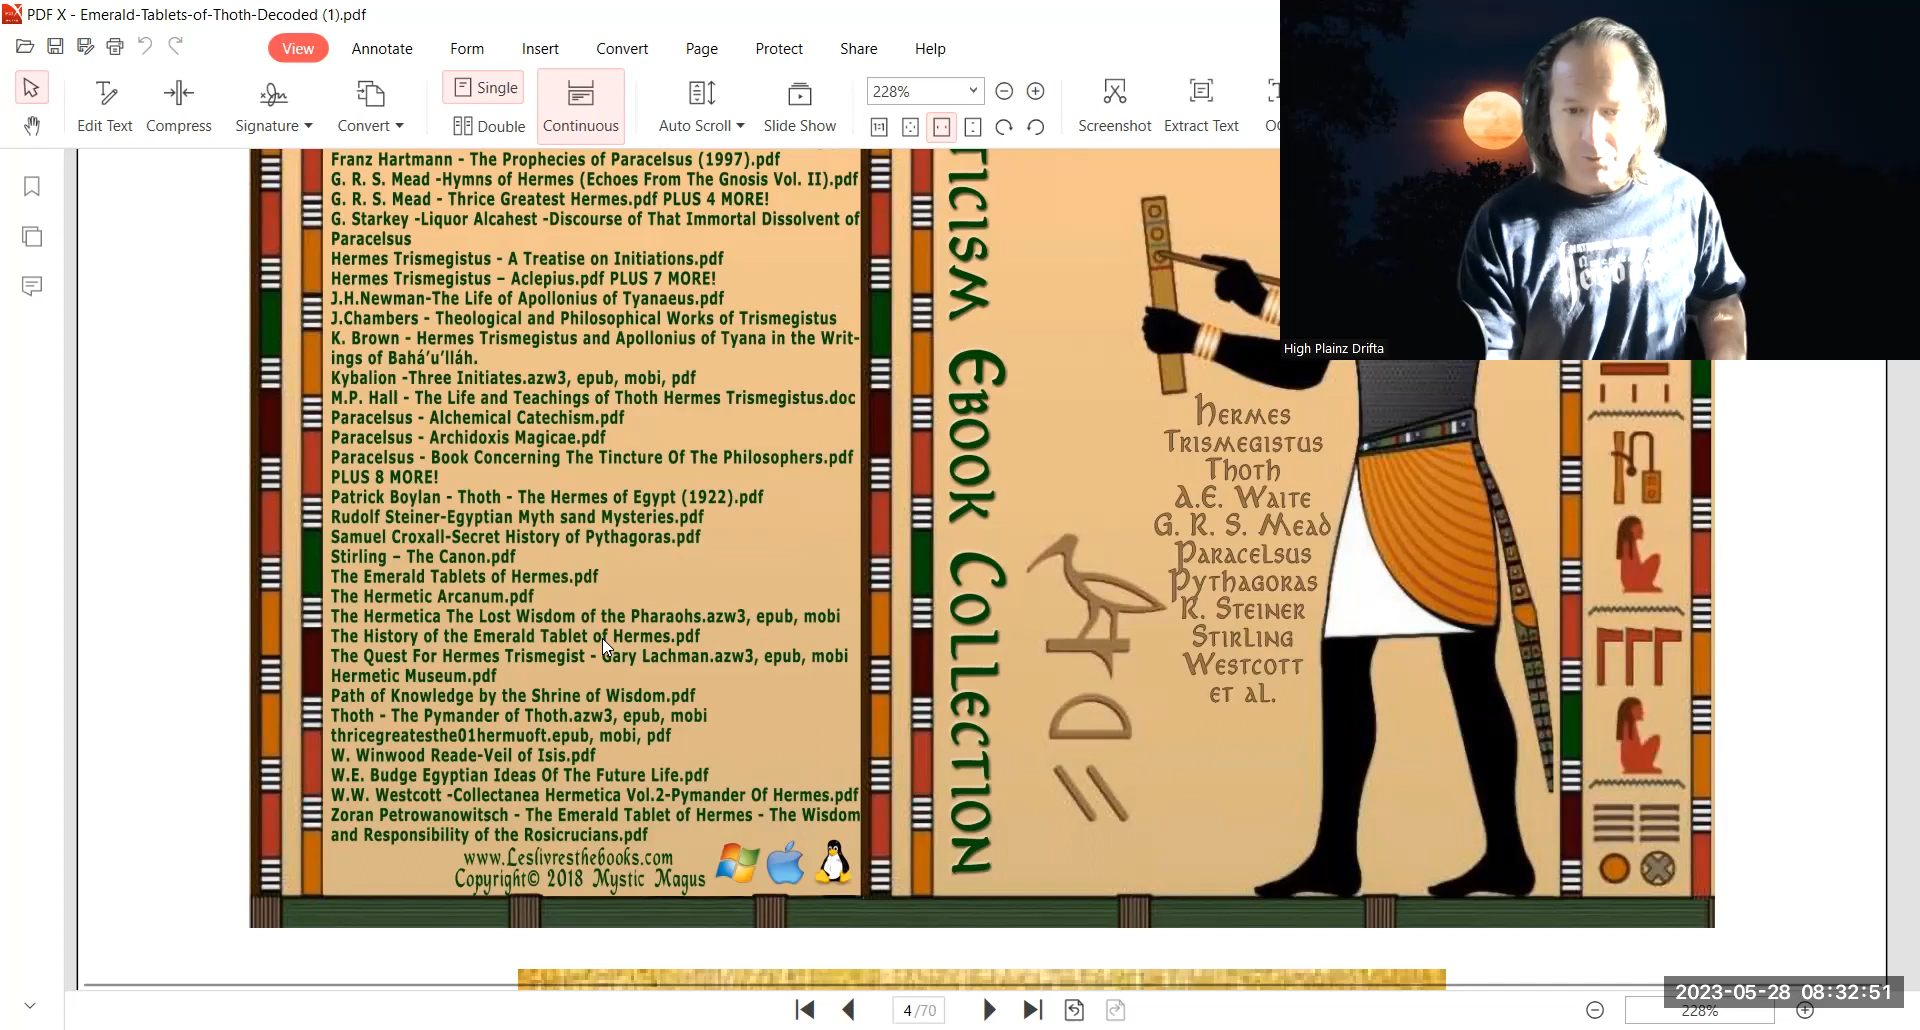 PDF X - Emerald-Tablets-of-Thoth-Decoded (1).pdf
View Annotate Form Insert Convert Page Protect Share Help
Edit Text Compress Signature Convert Single Double Continuous Auto Scroll Slide Show 228% Screenshot Extract Text
High Plainz Drifta
Franz Hartmann - The Prophecies of Paracelsus (1997).pdf
G. R. S. Mead -Hymns of Hermes (Echoes From The Gnosis Vol. II).pdf
G. R. S. Mead - Thrice Greatest Hermes.pdf PLUS 4 MORE!
G. Starkey -Liquor Alcahest -Discourse of That Immortal Dissolvent of
Paracelsus
Hermes Trismegistus - A Treatise on Initiations.pdf
Hermes Trismegistus – Aclepius.pdf PLUS 7 MORE!
J.H.Newman-The Life of Apollonius of Tyanaeus.pdf
J.Chambers - Theological and Philosophical Works of Trismegistus
K. Brown - Hermes Trismegistus and Apollonius of Tyana in the Writ-
ings of Bahá’u’lláh.
Kybalion -Three Initiates.azw3, epub, mobi, pdf
M.P. Hall - The Life and Teachings of Thoth Hermes Trismegistus.doc
Paracelsus - Alchemical Catechism.pdf
Paracelsus - Archidoxis Magicae.pdf
Paracelsus - Book Concerning The Tincture Of The Philosophers.pdf
PLUS 8 MORE!
Patrick Boylan - Thoth - The Hermes of Egypt (1922).pdf
Rudolf Steiner-Egyptian Myth sand Mysteries.pdf
Samuel Croxall-Secret History of Pythagoras.pdf
Stirling – The Canon.pdf
The Emerald Tablets of Hermes.pdf
The Hermetic Arcanum.pdf
The Hermetica The Lost Wisdom of the Pharaohs.azw3, epub, mobi
The History of the Emerald Tablet of Hermes.pdf
The Quest For Hermes Trismegist - Gary Lachman.azw3, epub, mobi
Hermetic Museum.pdf
Path of Knowledge by the Shrine of Wisdom.pdf
Thoth - The Pymander of Thoth.azw3, epub, mobi
thricegreatesthe01hermuoft.epub, mobi, pdf
W. Winwood Reade-Veil of Isis.pdf
W.E. Budge Egyptian Ideas Of The Future Life.pdf
W.W. Westcott -Collectanea Hermetica Vol.2-Pymander Of Hermes.pdf
Zoran Petrowanowitsch - The Emerald Tablet of Hermes - The Wisdom
and Responsibility of the Rosicrucians.pdf
www.Leslivresthebooks.com
Copyright© 2018 Mystic Magus
ticism Ebook Collection
Hermes
Trismegistus
Thoth
A.E. Waite
G. R. S. Mead
Paracelsus
Pythagoras
R. Steiner
Stirling
Westcott
et al.
4 /70
2023-05-28 08:32:51
228%